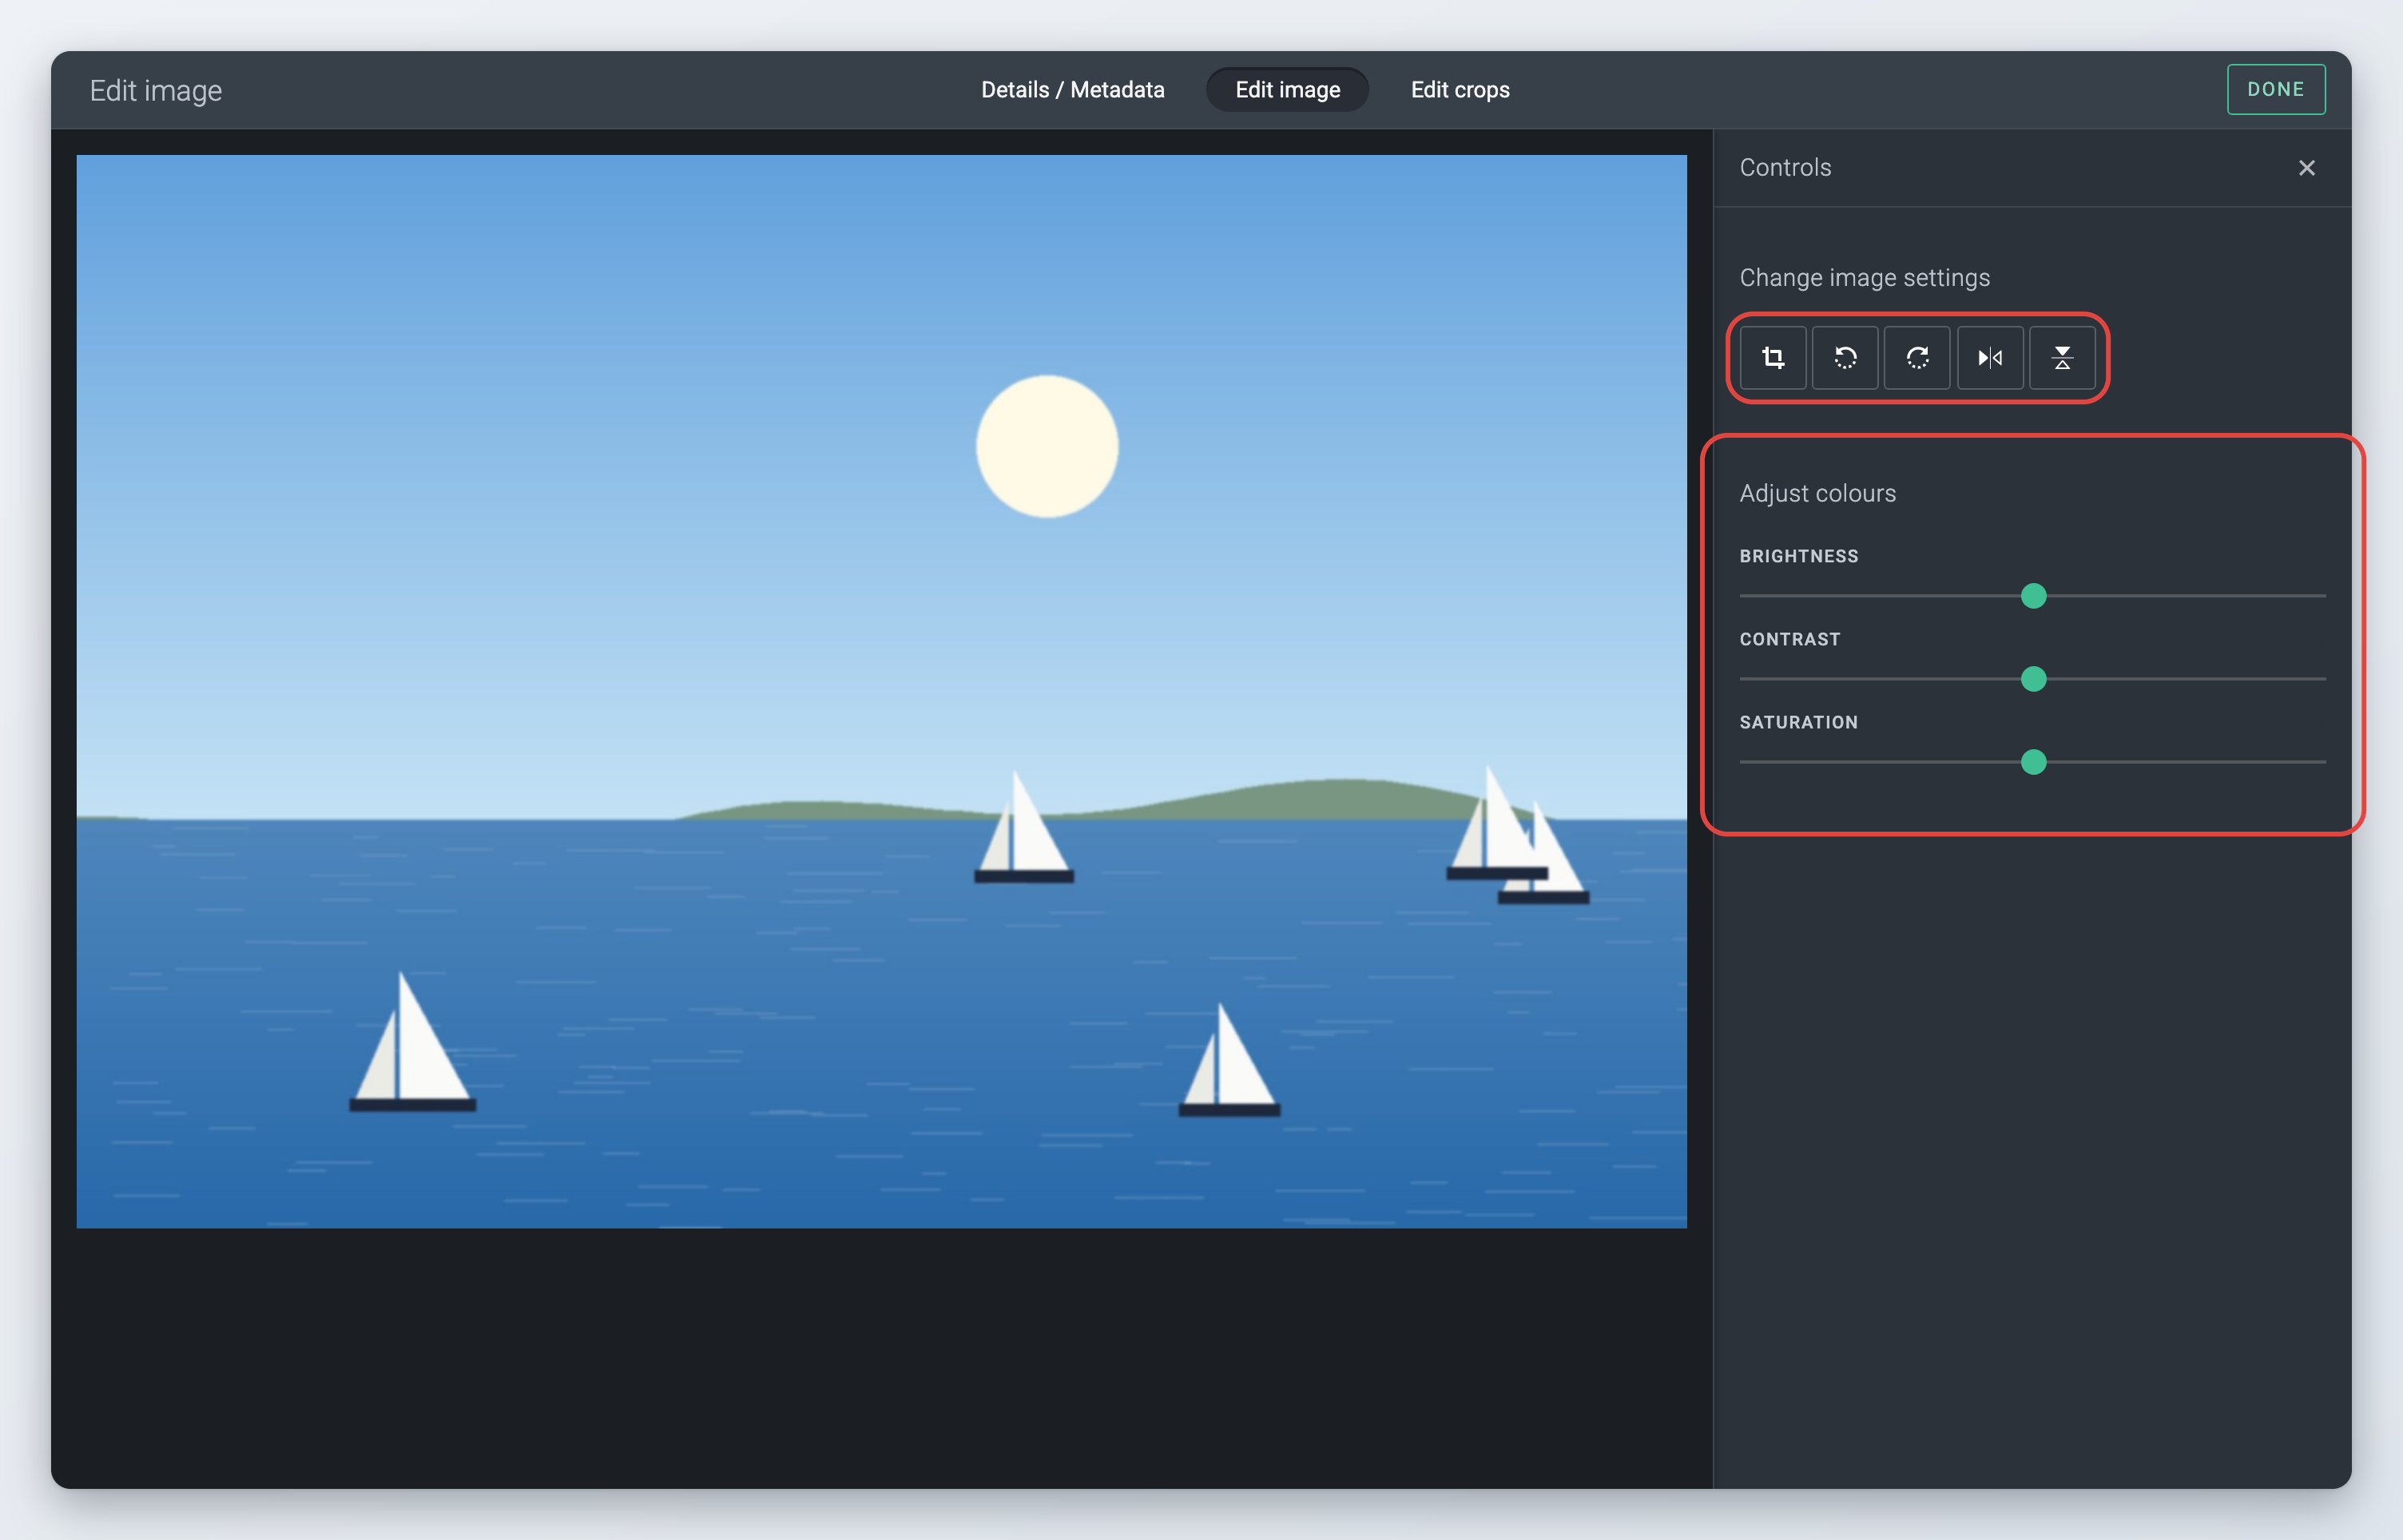 Edit image
Details / Metadata
Edit image
Edit crops
DONE
Controls
Change image settings
Adjust colours
BRIGHTNESS
CONTRAST
SATURATION